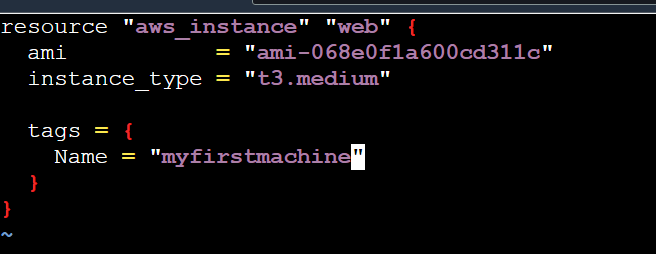 resource "aws_instance" "web" {
  ami           = "ami-068e0f1a600cd311c"
  instance_type = "t3.medium"

  tags = {
    Name = "myfirstmachine"
  }
}
~